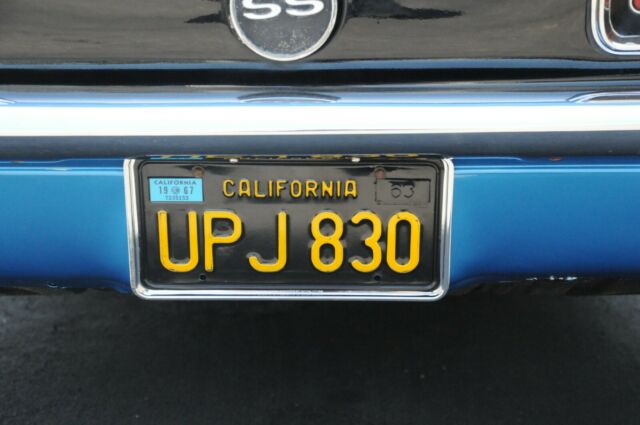 SS
CALIFORNIA
19 67
CALIFORNIA
63
UPJ 830